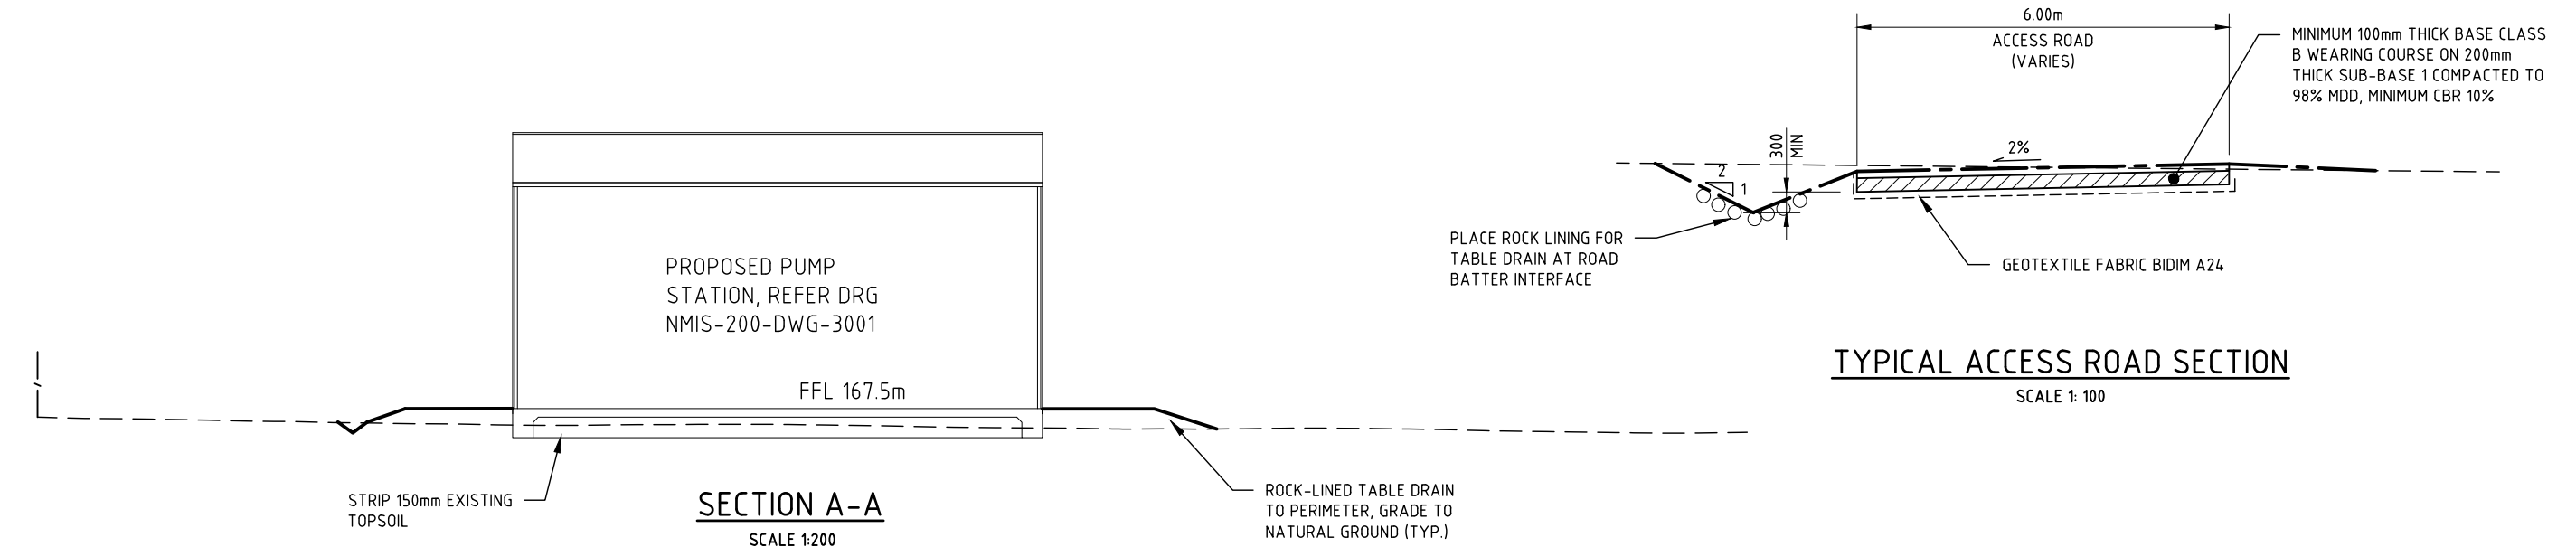 PROPOSED PUMP
STATION, REFER DRG
NMIS-200-DWG-3001
FFL 167.5m
STRIP 150mm EXISTING
TOPSOIL
ROCK-LINED TABLE DRAIN
TO PERIMETER, GRADE TO
NATURAL GROUND (TYP.)
SECTION A-A
SCALE 1:200
6.00m
ACCESS ROAD
(VARIES)
MINIMUM 100mm THICK BASE CLASS
B WEARING COURSE ON 200mm
THICK SUB-BASE 1 COMPACTED TO
98% MDD, MINIMUM CBR 10%
300
MIN
2%
2
1
PLACE ROCK LINING FOR
TABLE DRAIN AT ROAD
BATTER INTERFACE
GEOTEXTILE FABRIC BIDIM A24
TYPICAL ACCESS ROAD SECTION
SCALE 1: 100